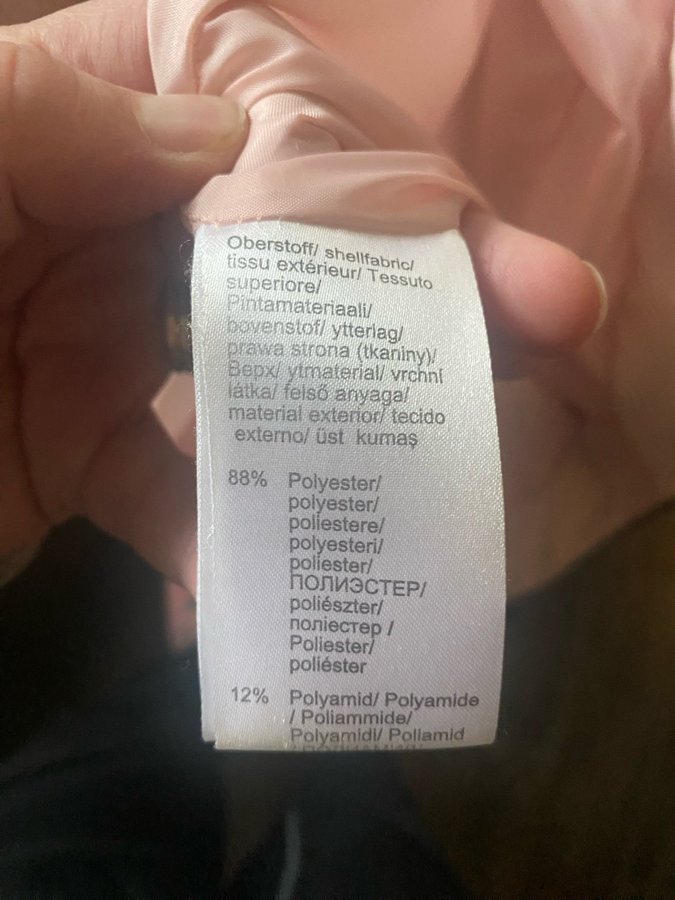 Oberstoff/ shellfabric/
tissu extérieur/ Tessuto
superiore/
Pintamateriaali/
bovenstof/ ytterlag/
prawa strona (tkaniny)/
Верх/ ytmaterial/ vrchní
látka/ felső anyaga/
material exterior/ tecido
externo/ üst kumaş
88% Polyester/
polyester/
poliestere/
polyesteri/
poliester/
ПОЛИЭСТЕР/
poliészter/
поліестер /
Poliester/
poliéster
12% Polyamid/ Polyamide
/ Poliammide/
Polyamidi/ Poliamid